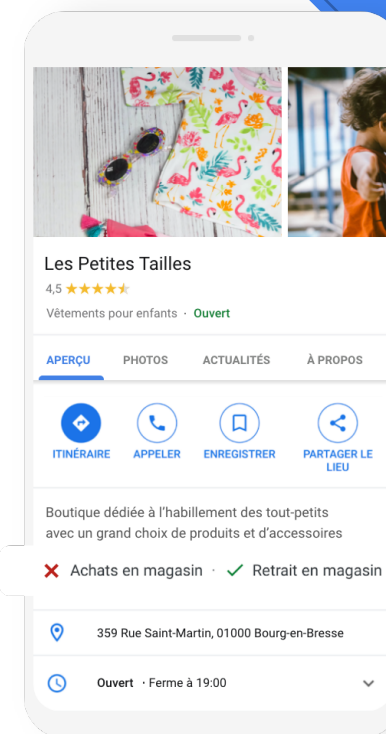 Les Petites Tailles
4,5
Vêtements pour enfants · Ouvert
APERÇU PHOTOS ACTUALITÉS À PROPOS
ITINÉRAIRE APPELER ENREGISTRER PARTAGER LE
LIEU
Boutique dédiée à l'habillement des tout-petits
avec un grand choix de produits et d'accessoires
Achats en magasin · Retrait en magasin
359 Rue Saint-Martin, 01000 Bourg-en-Bresse
Ouvert · Ferme à 19:00